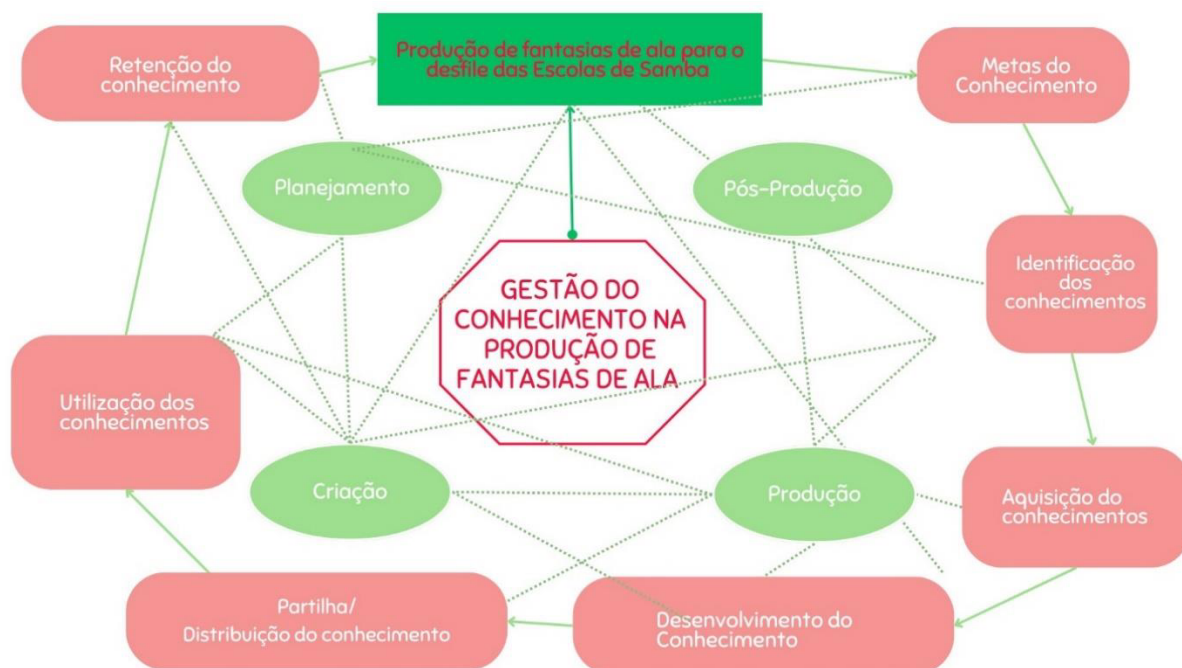 Retenção do
conhecimento
Produção de fantasias de ala para o
desfile das Escolas de Samba
Metas do
Conhecimento
Planejamento
Pós-Produção
GESTÃO DO
CONHECIMENTO NA
PRODUÇÃO DE
FANTASIAS DE ALA
Identificação
dos
conhecimentos
Utilização dos
conhecimentos
Criação
Produção
Aquisição do
conhecimentos
Partilha/
Distribuição do conhecimento
Desenvolvimento do
Conhecimento